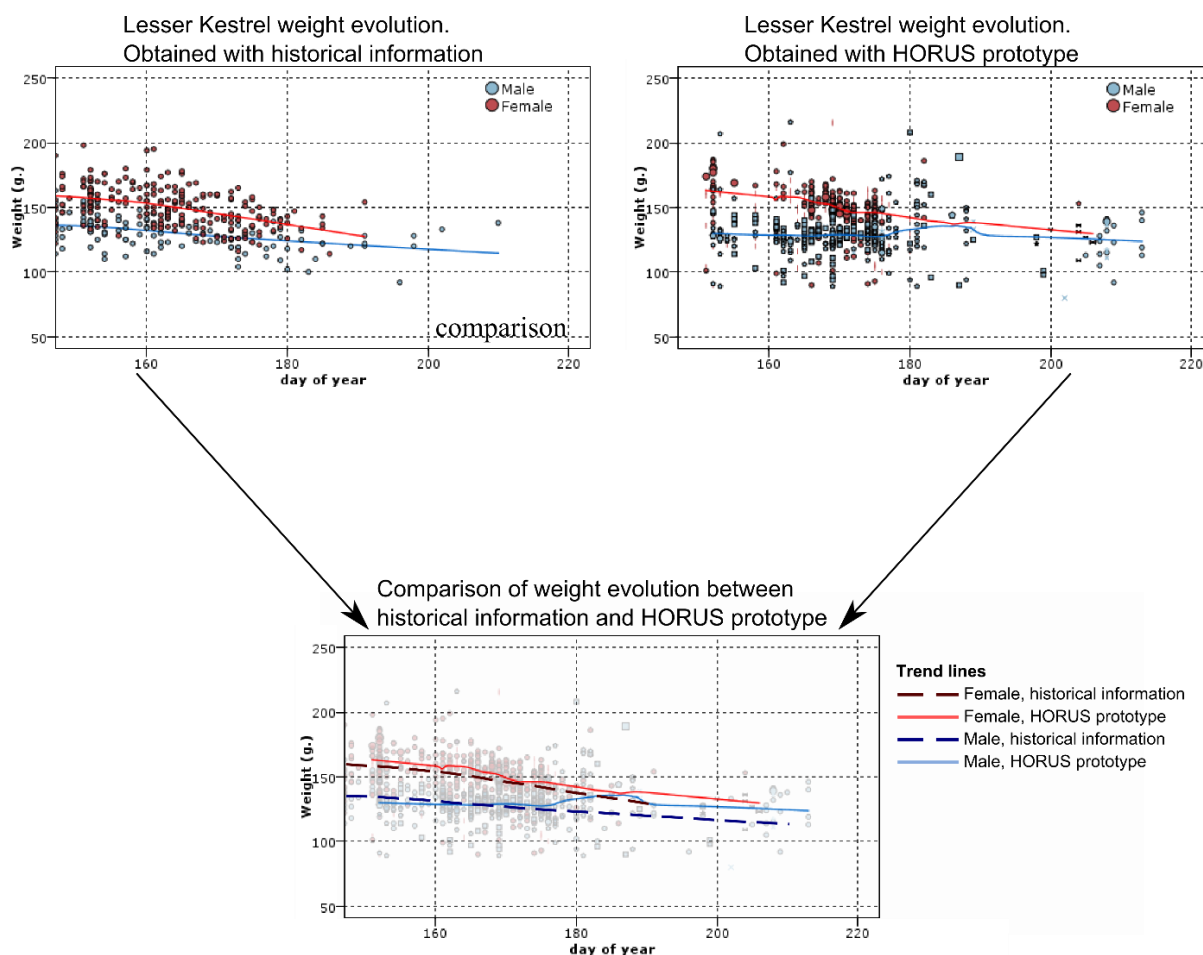 Lesser Kestrel weight evolution.
Obtained with historical information
250
200
150
100
50
Weight (g.)
Male
Female
comparison
160
180
200
220
day of year
Lesser Kestrel weight evolution.
Obtained with HORUS prototype
250
200
150
100
50
Weight (g.)
Male
Female
160
180
200
220
day of year
Comparison of weight evolution between
historical information and HORUS prototype
250
200
150
100
50
Weight (g.)
160
180
200
220
day of year
Trend lines
Female, historical information
Female, HORUS prototype
Male, historical information
Male, HORUS prototype